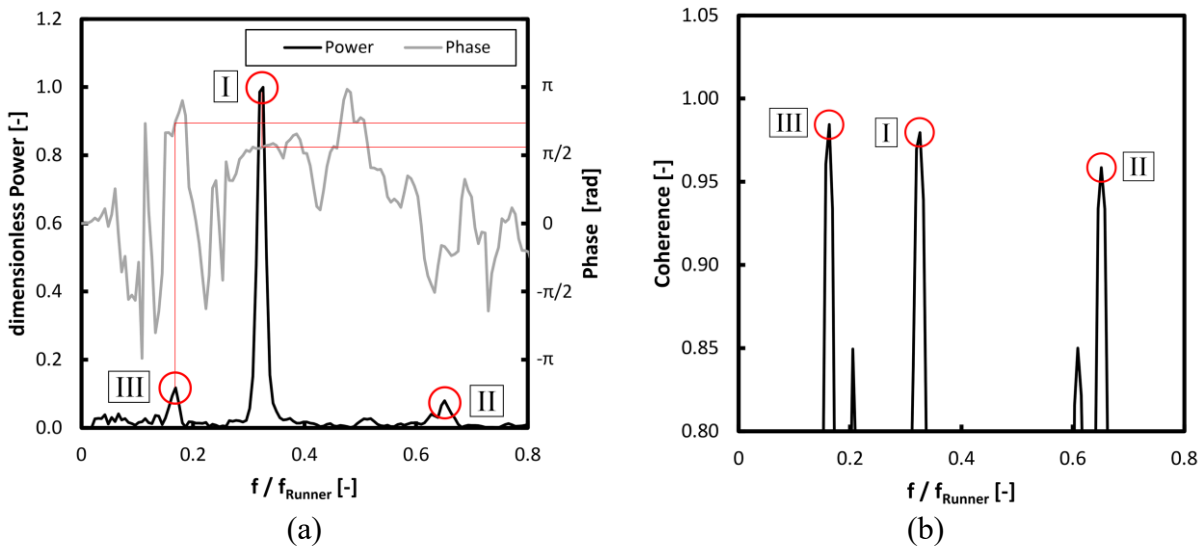 1.2
1.0
0.8
0.6
0.4
0.2
0.0
dimensionless Power [-]
Power
Phase
I
III
II
π
π/2
0
-π/2
-π
Phase [rad]
0
0.2
0.4
0.6
0.8
f / fRunner [-]
(a)
1.05
1.00
0.95
0.90
0.85
0.80
Coherence [-]
III
I
II
0
0.2
0.4
0.6
0.8
f / fRunner [-]
(b)